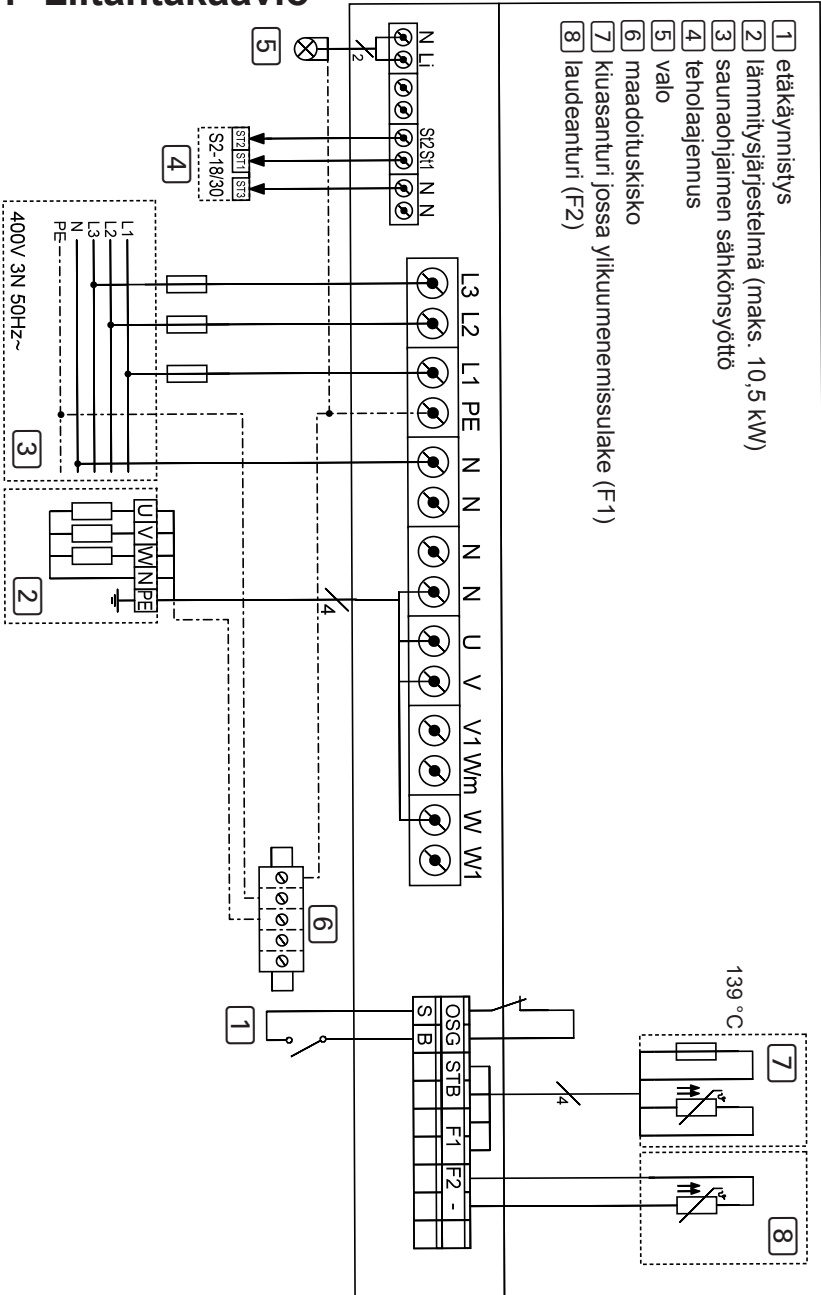 Liitäntäkaavio
1 etäkäynnistys
2 lämmitysjärjestelmä (maks. 10,5 kW)
3 saunaohjaimen sähkönsyöttö
4 teholaajennus
5 valo
6 maadoituskisko
7 kiuasanturi jossa ylikuumenemissulake (F1)
8 laudeanturi (F2)
N Li
St2 St1
N N
2
5
ST2 ST1 ST3
S2-18/30
4
L3 L2
L1 PE
N N
N N
U V
V1 Wm
W W1
L1
L2
L3
N
PE
400V 3N 50Hz~
3
U V W N PE
2
4
6
1
S B
OSG STB F1 F2 -
4
139 °C
7
8